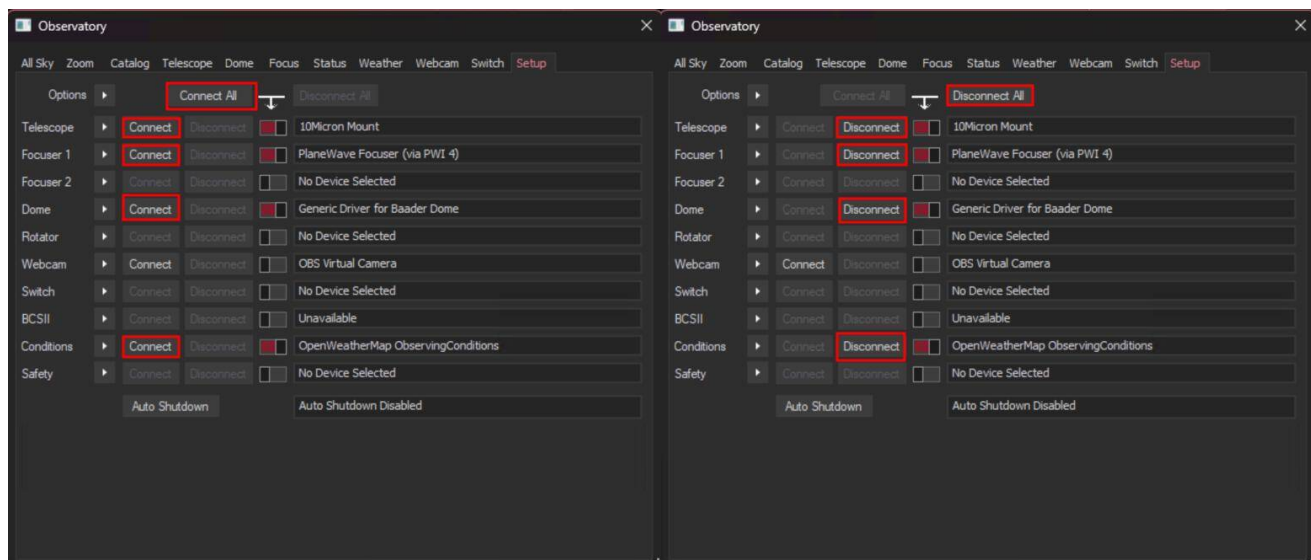 Observatory
All Sky Zoom Catalog Telescope Dome Focus Status Weather Webcam Switch Setup
Options Connect All Disconnect All
Telescope Connect Disconnect 10Micron Mount
Focuser 1 Connect Disconnect PlaneWave Focuser (via PWI 4)
Focuser 2 Connect Disconnect No Device Selected
Dome Connect Disconnect Generic Driver for Baader Dome
Rotator Connect Disconnect No Device Selected
Webcam Connect Disconnect OBS Virtual Camera
Switch Connect Disconnect No Device Selected
BCSII Connect Disconnect Unavailable
Conditions Connect Disconnect OpenWeatherMap ObservingConditions
Safety Connect Disconnect No Device Selected
Auto Shutdown Auto Shutdown Disabled
Observatory
All Sky Zoom Catalog Telescope Dome Focus Status Weather Webcam Switch Setup
Options Connect All Disconnect All
Telescope Connect Disconnect 10Micron Mount
Focuser 1 Connect Disconnect PlaneWave Focuser (via PWI 4)
Focuser 2 Connect Disconnect No Device Selected
Dome Connect Disconnect Generic Driver for Baader Dome
Rotator Connect Disconnect No Device Selected
Webcam Connect Disconnect OBS Virtual Camera
Switch Connect Disconnect No Device Selected
BCSII Connect Disconnect Unavailable
Conditions Connect Disconnect OpenWeatherMap ObservingConditions
Safety Connect Disconnect No Device Selected
Auto Shutdown Auto Shutdown Disabled